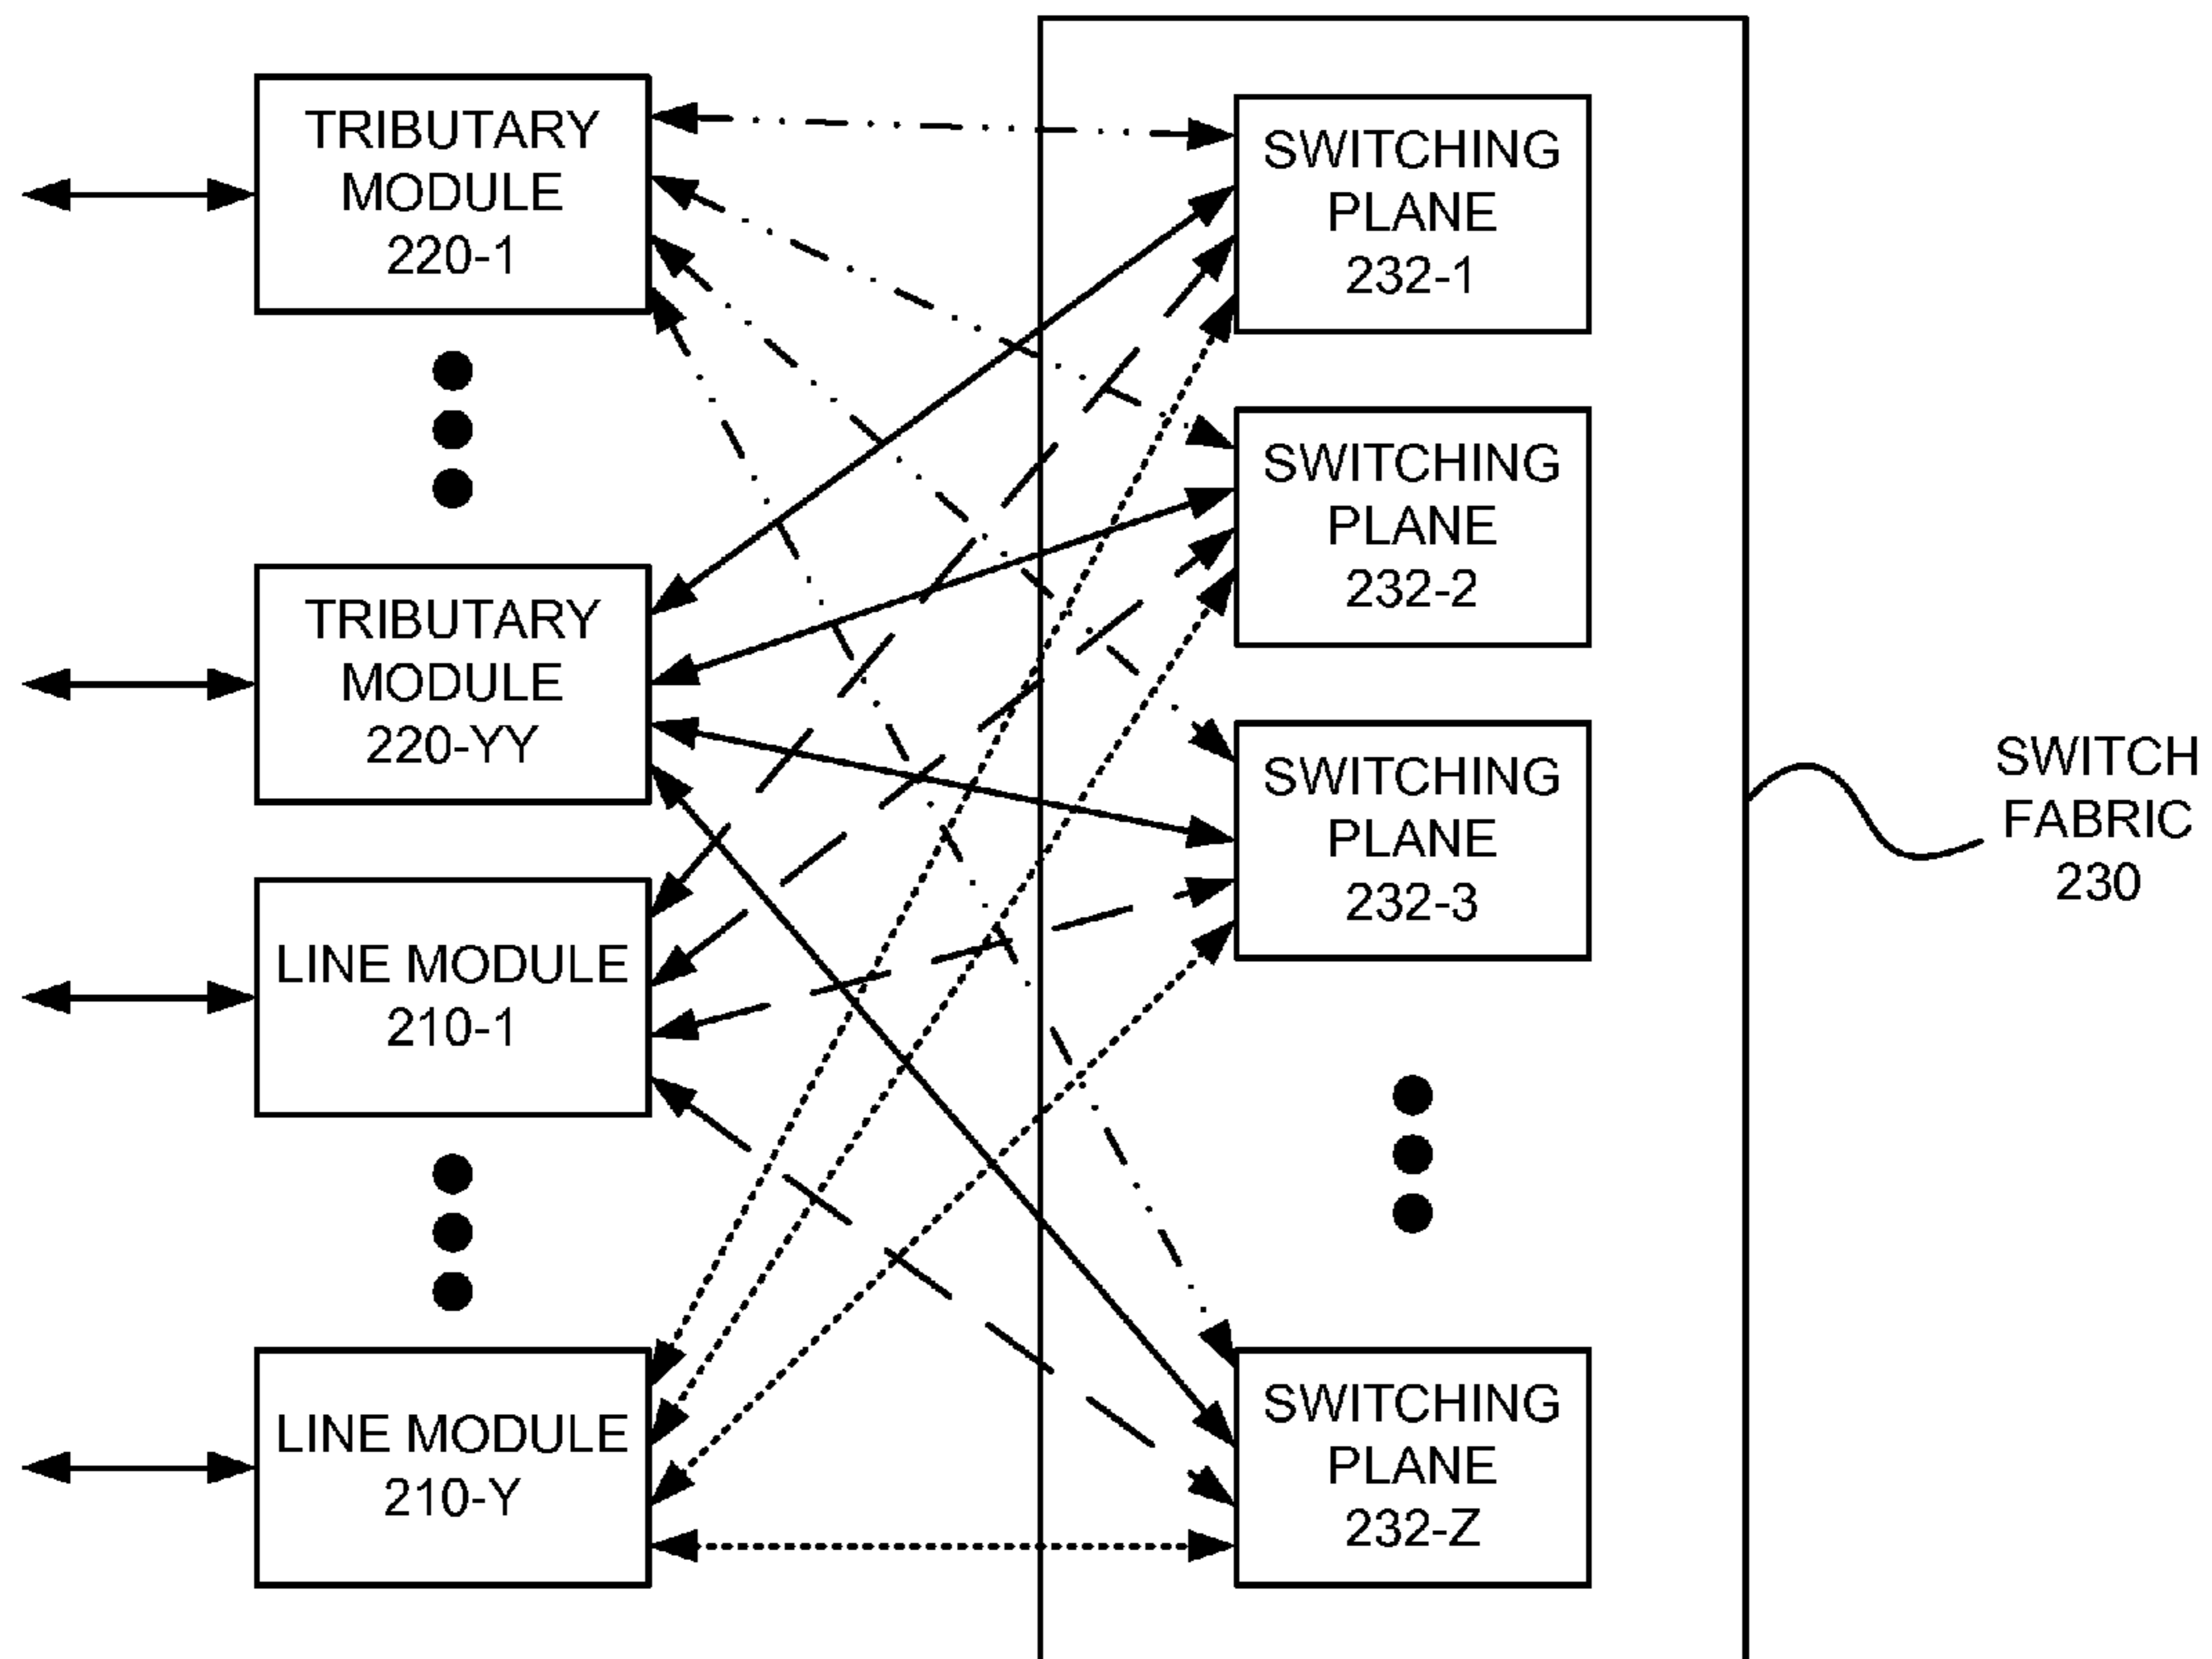 TRIBUTARY
MODULE
220-1
TRIBUTARY
MODULE
220-YY
LINE MODULE
210-1
LINE MODULE
210-Y
SWITCHING
PLANE
232-1
SWITCHING
PLANE
232-2
SWITCHING
PLANE
232-3
SWITCHING
PLANE
232-Z
SWITCH
FABRIC
230